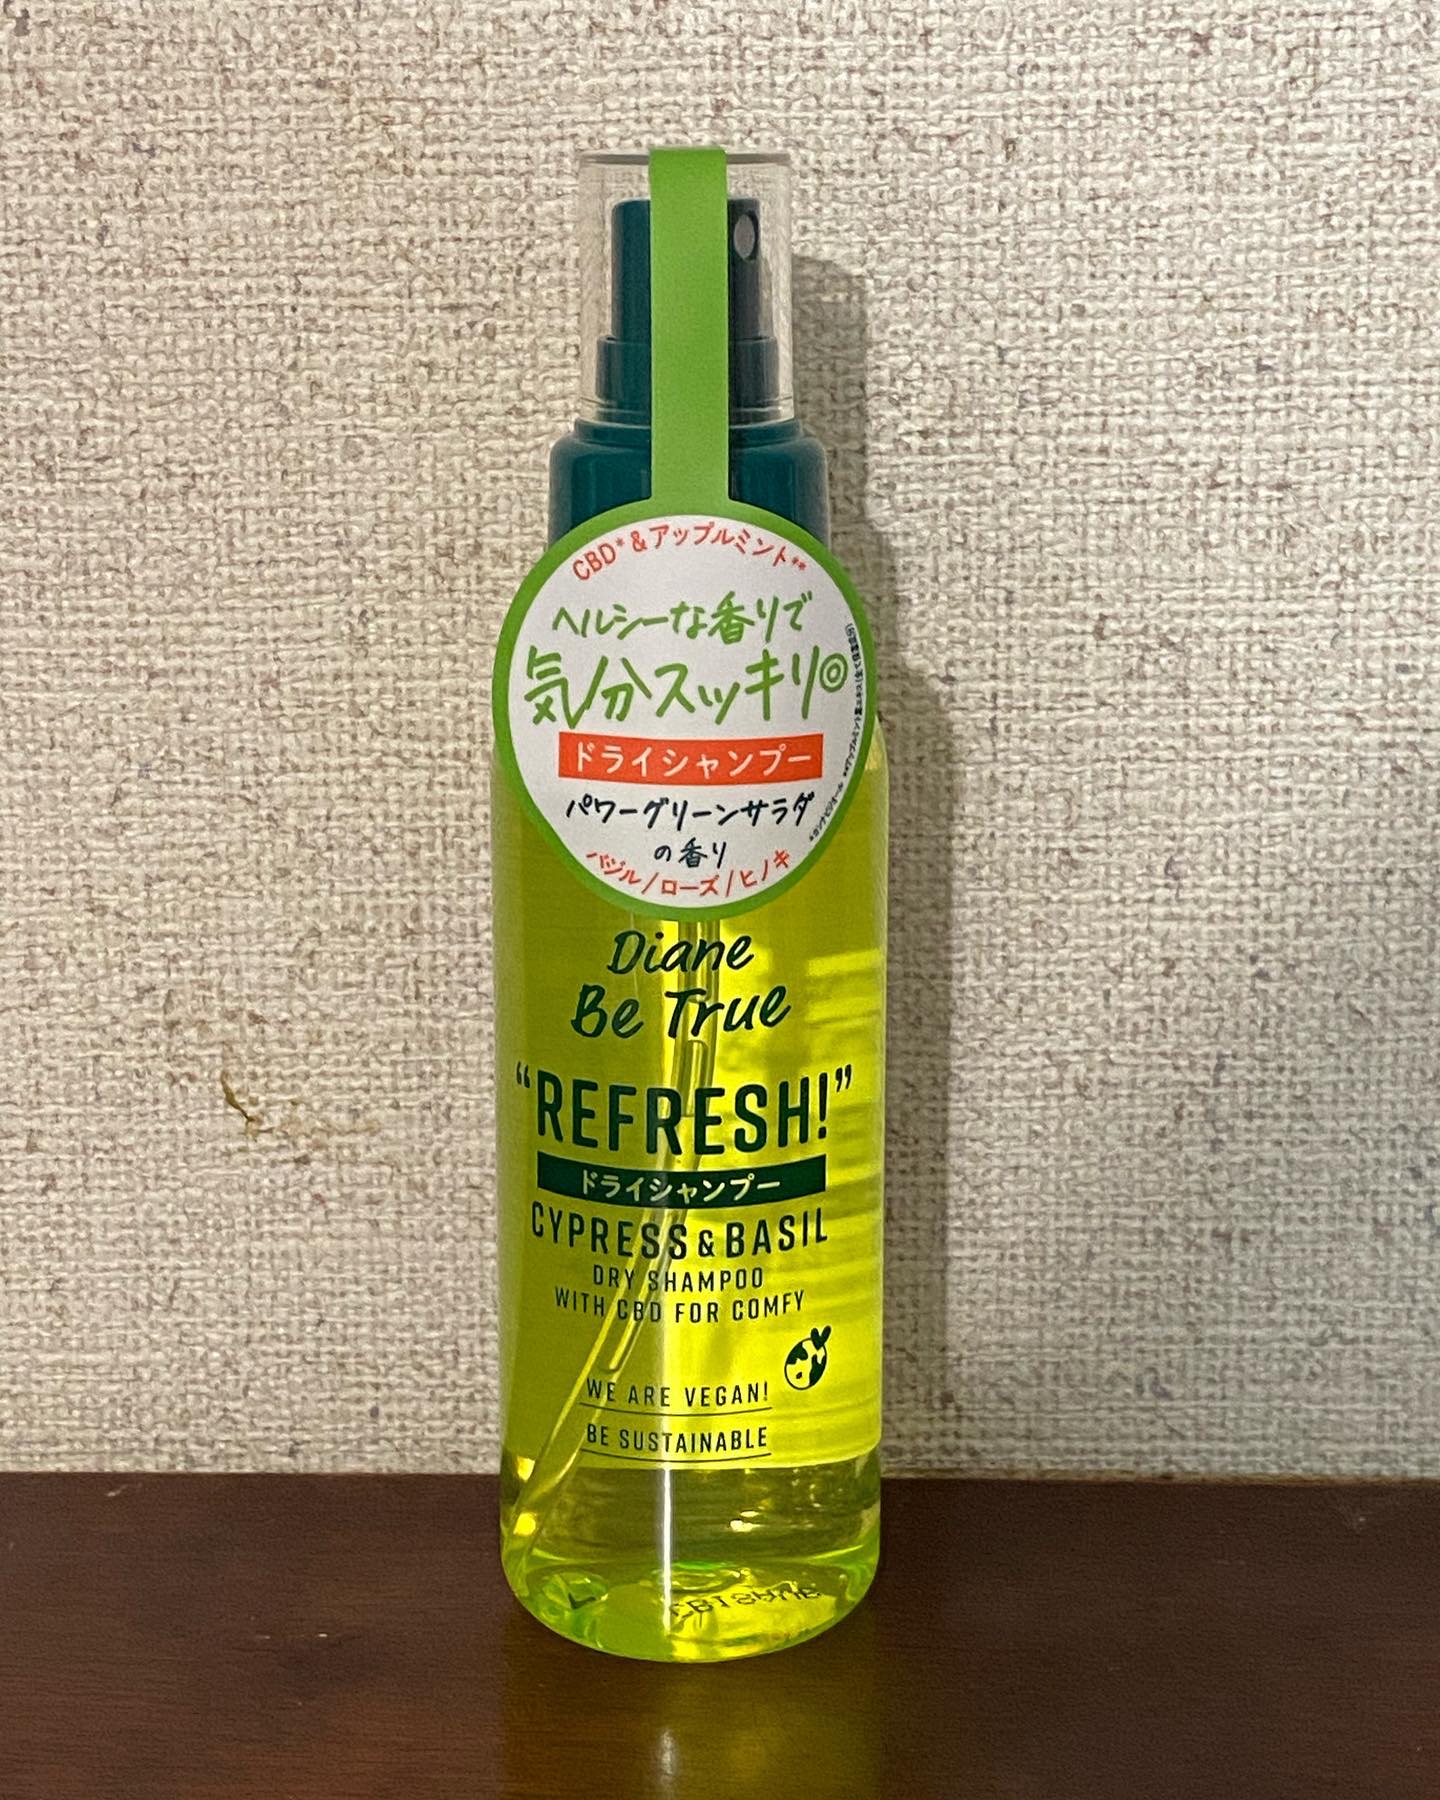 CBD*&アップルミント**
ヘルシーな香りで
気分スッキリ◎
ドライシャンプー
パワーグリーンサラダ
の香り
バジル/ローズ/ヒノキ
Diane
Be True
“REFRESH!”
ドライシャンプー
CYPRESS & BASIL
DRY SHAMPOO
WITH CBD FOR COMFY
WE ARE VEGAN!
BE SUSTAINABLE